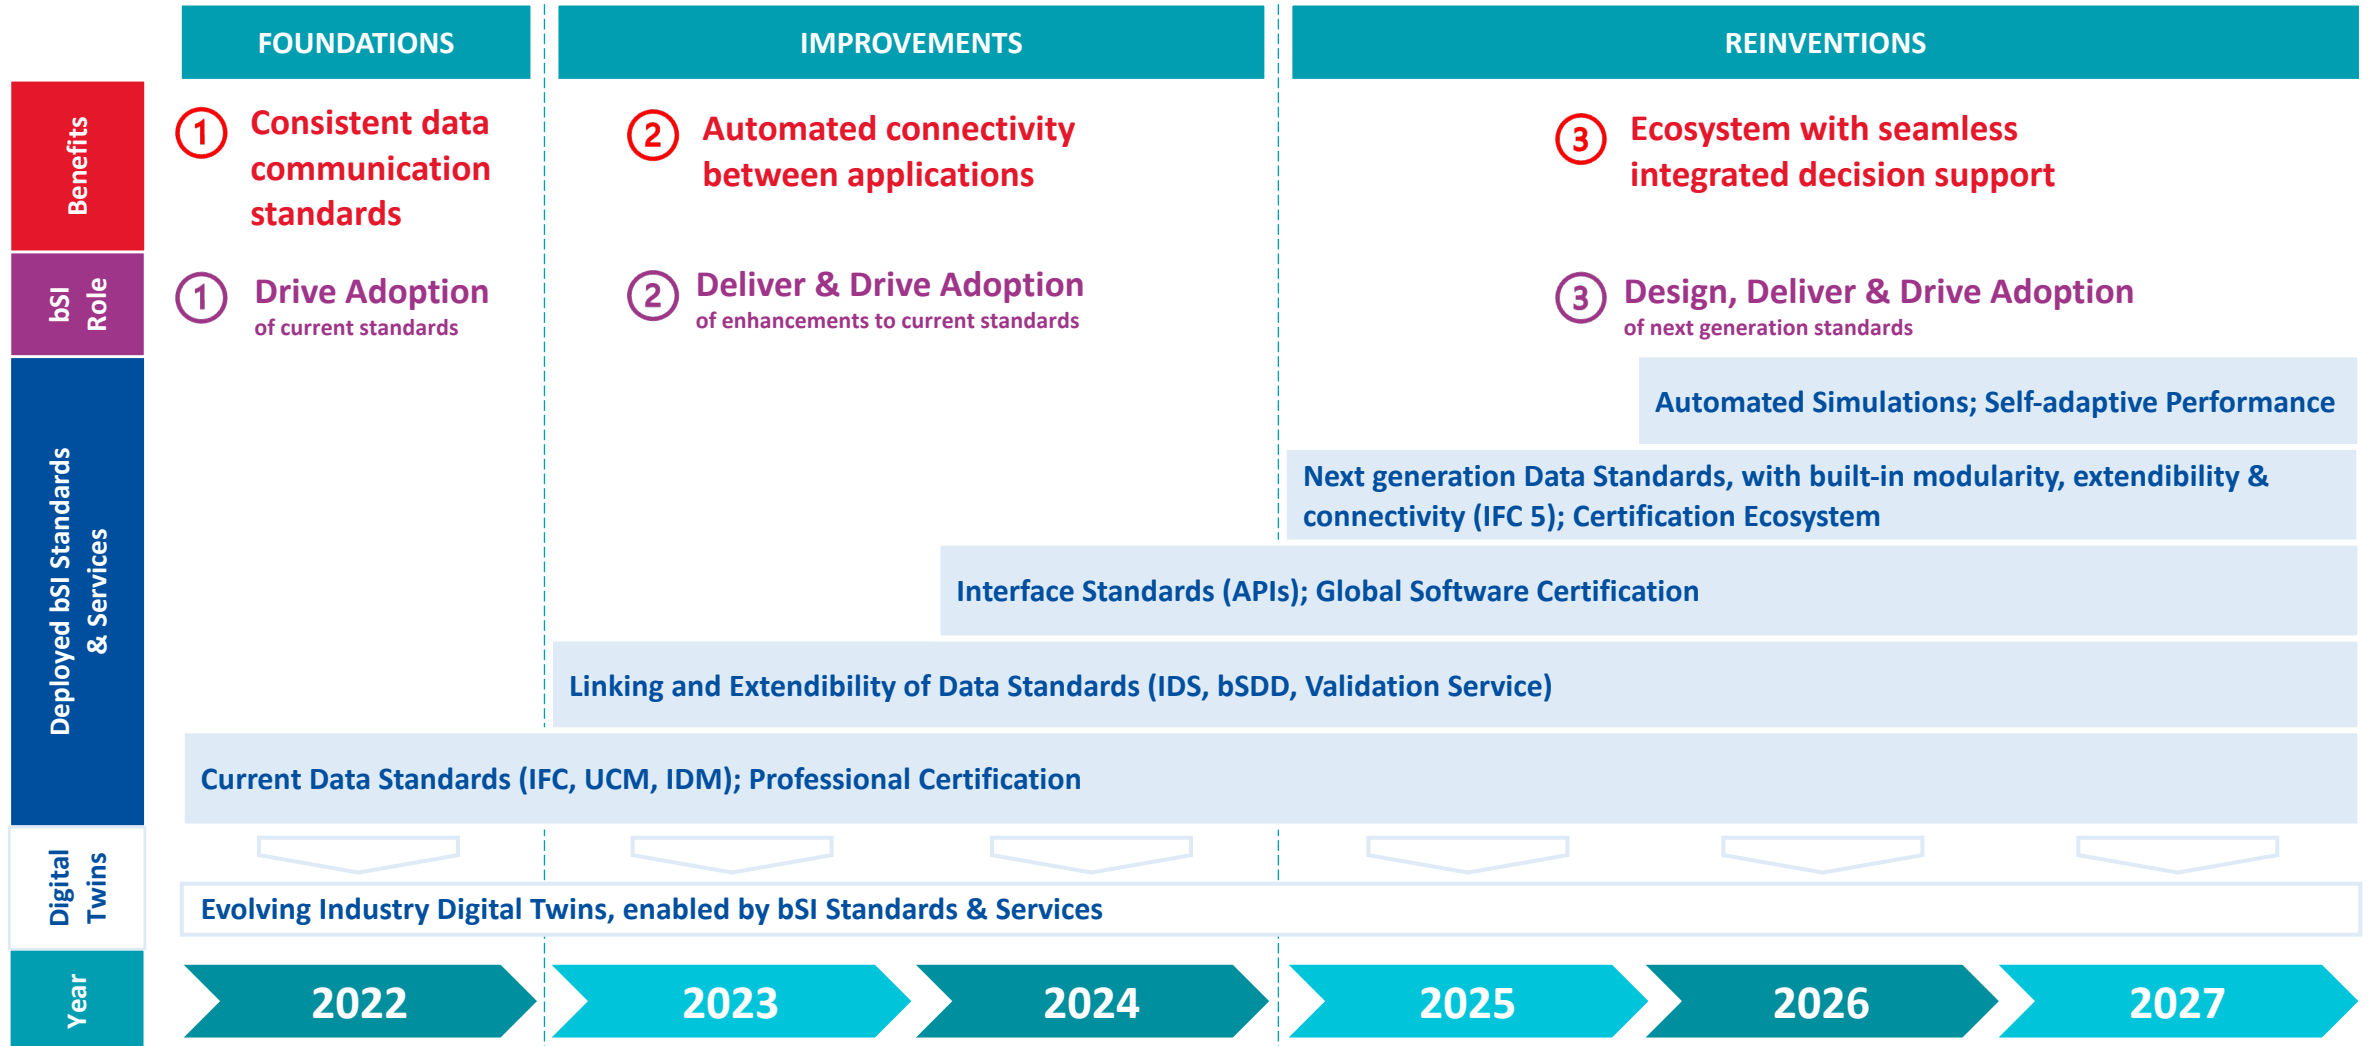 FOUNDATIONS
IMPROVEMENTS
REINVENTIONS
Benefits
1
Consistent data
communication
standards
2
Automated connectivity
between applications
3
Ecosystem with seamless
integrated decision support
bSI
Role
1
Drive Adoption
of current standards
2
Deliver & Drive Adoption
of enhancements to current standards
3
Design, Deliver & Drive Adoption
of next generation standards
Deployed bSI Standards
& Services
Automated Simulations; Self-adaptive Performance
Next generation Data Standards, with built-in modularity, extendibility &
connectivity (IFC 5); Certification Ecosystem
Interface Standards (APIs); Global Software Certification
Linking and Extendibility of Data Standards (IDS, bSDD, Validation Service)
Current Data Standards (IFC, UCM, IDM); Professional Certification
Digital
Twins
Evolving Industry Digital Twins, enabled by bSI Standards & Services
Year
2022
2023
2024
2025
2026
2027